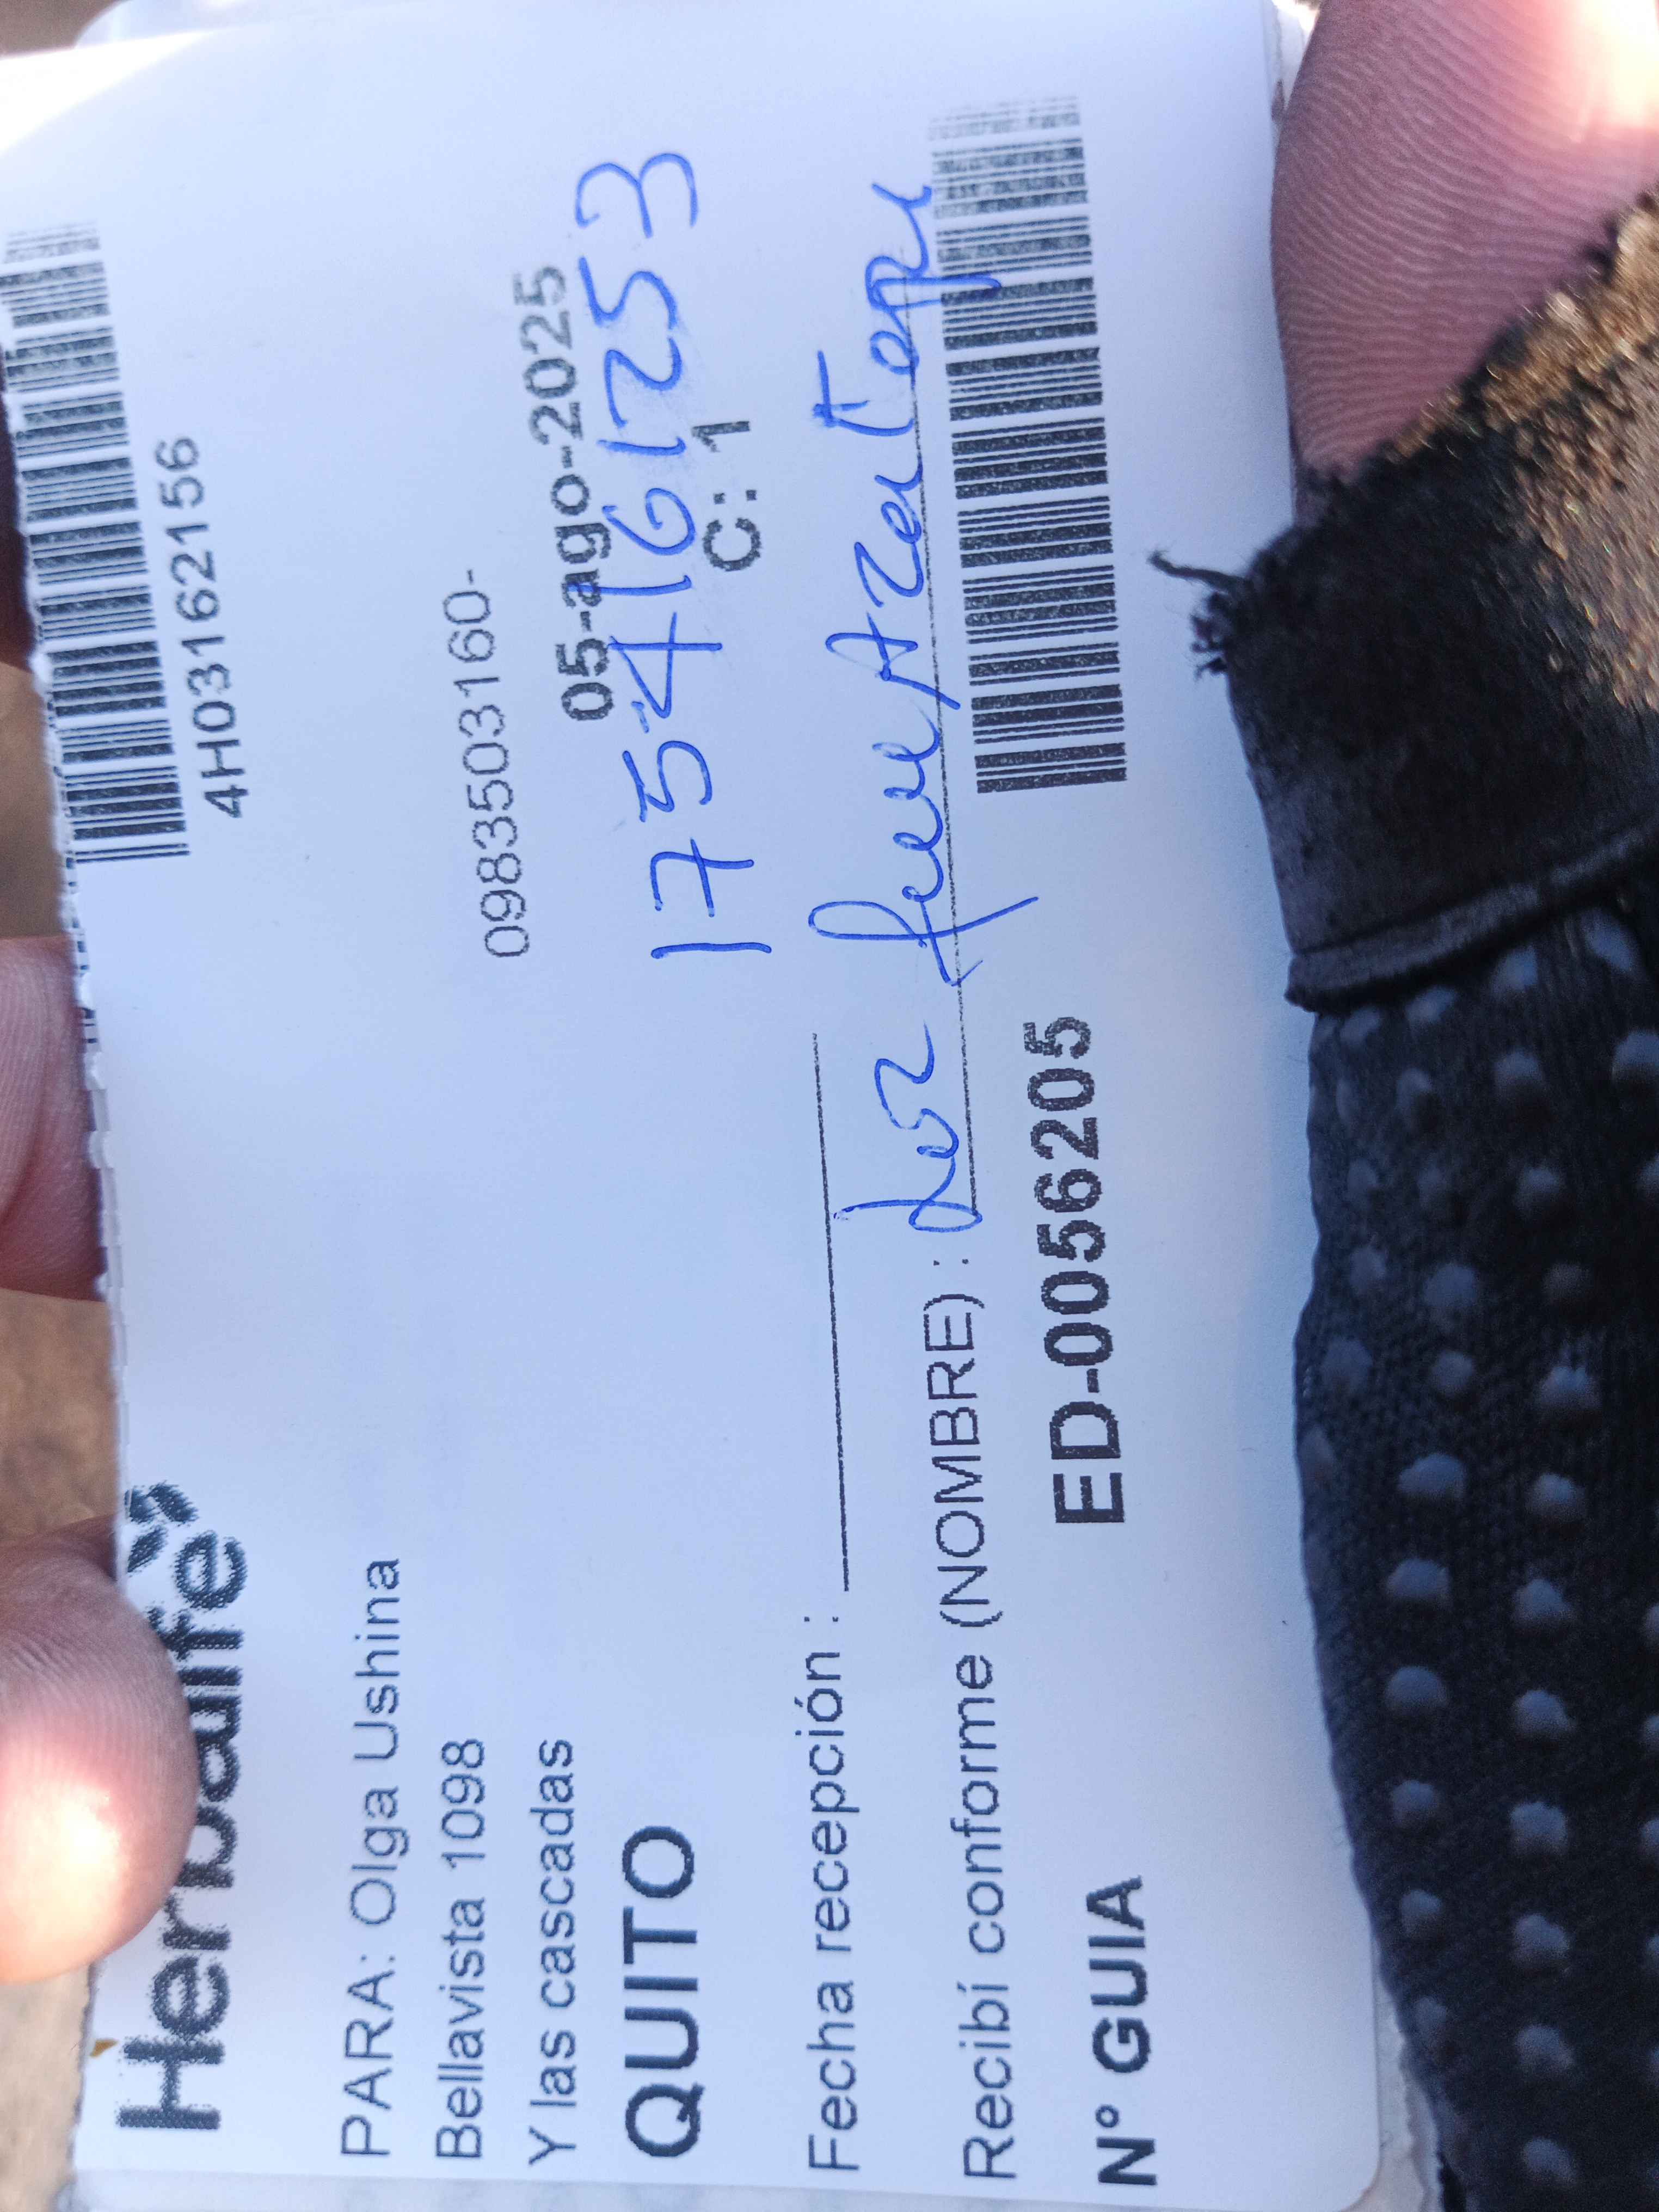 Herbalife
4H03162156
PARA: Olga Ushina
Bellavista 1098
0983503160-
Y las cascadas
05-ago-2025
QUITO
1754161253
C: 1
Fecha recepción :
Recibí conforme (NOMBRE) : Luz
N° GUIA
ED-0056205